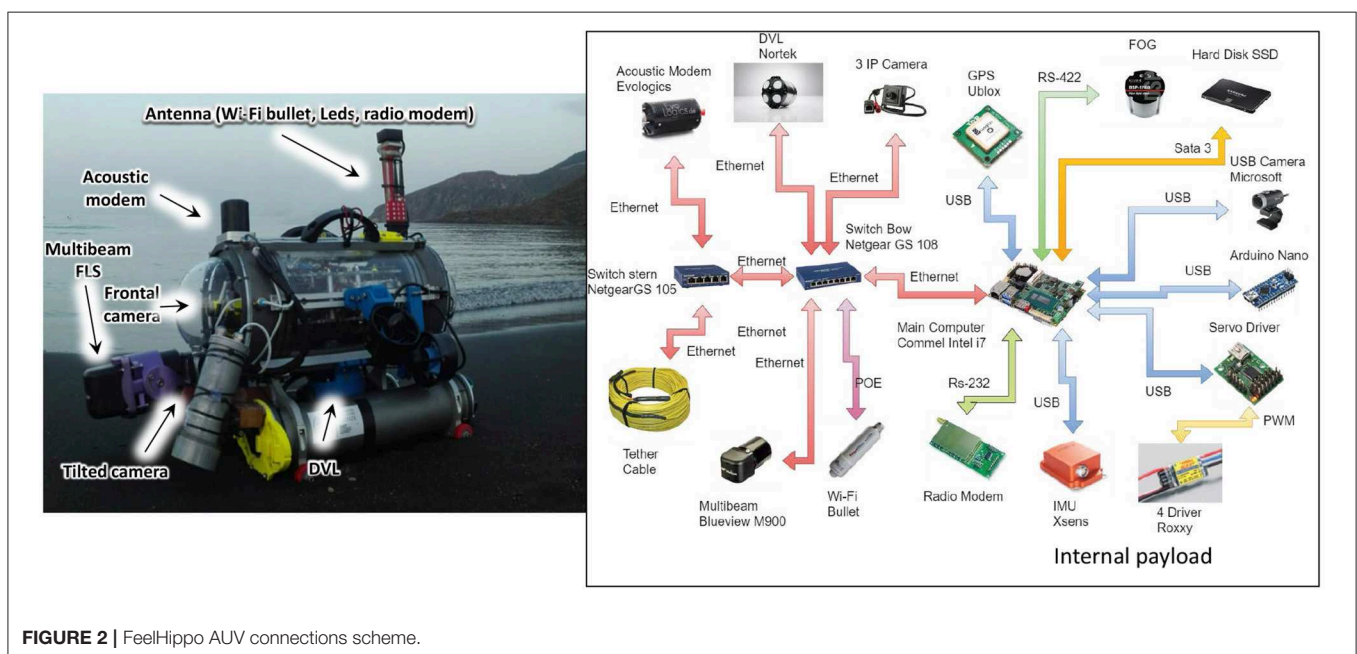 Antenna (Wi-Fi bullet, Leds, radio modem)
Acoustic
modem
Multibeam
FLS
Frontal
camera
Tilted camera
DVL
Acoustic Modem
Evologics
DVL
Nortek
3 IP Camera
GPS
Ublox
RS-422
FOG
Hard Disk SSD
Ethernet
Ethernet
Ethernet
USB
Sata 3
USB Camera
Microsoft
USB
Switch stern
NetgearGS 105
Ethernet
Switch Bow
Netgear GS 108
Ethernet
USB
Arduino Nano
Main Computer
Commel Intel i7
Servo Driver
Ethernet
Ethernet
POE
Rs-232
USB
USB
PWM
Tether
Cable
Multibeam
Blueview M900
Wi-Fi
Bullet
Radio Modem
IMU
Xsens
4 Driver
Roxxy
Internal payload
FIGURE 2 | FeelHippo AUV connections scheme.